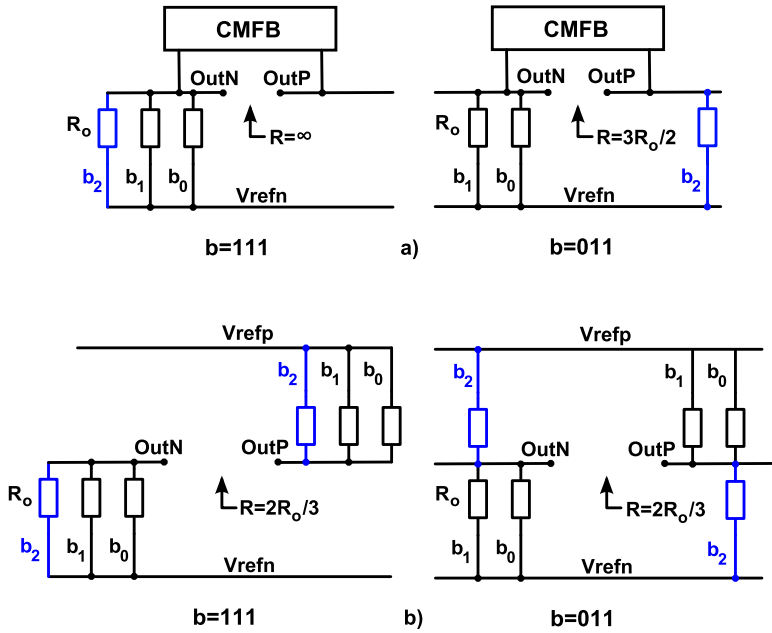 CMFB CMFB
OutN OutP OutN OutP
Rₒ R=∞ Rₒ R=3Rₒ/2
b₂ b₁ b₀ b₁ b₀ b₂
Vrefn Vrefn
b=111 a) b=011
Vrefp Vrefp
b₂ b₁ b₀ b₂ b₁ b₀
OutN OutP OutN OutP
Rₒ R=2Rₒ/3 Rₒ R=2Rₒ/3
b₂ b₁ b₀ b₁ b₀ b₂
Vrefn Vrefn
b=111 b) b=011